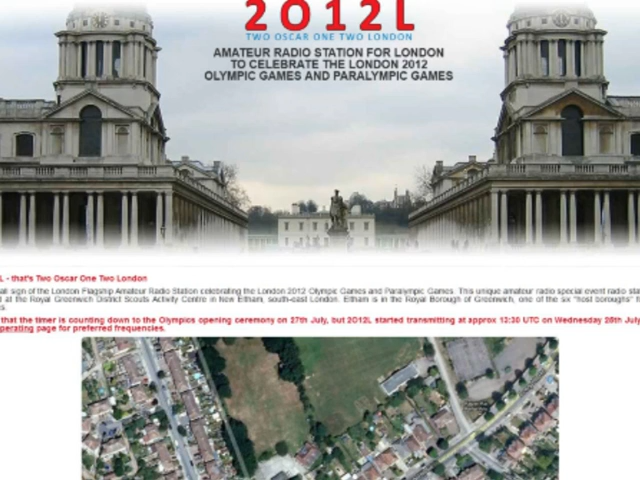 2O12L
TWO OSCAR ONE TWO LONDON
AMATEUR RADIO STATION FOR LONDON
TO CELEBRATE THE LONDON 2012
OLYMPIC GAMES AND PARALYMPIC GAMES
L - that's Two Oscar One Two London
all sign of the London Flagship Amateur Radio Station celebrating the London 2012 Olympic Games and Paralympic Games. This unique amateur radio special event radio
at the Royal Greenwich District Scouts Activity Centre in New Eltham, south-east London. Eltham is in the Royal Borough of Greenwich, one of the six "host boroughs"
that the timer is counting down to the Olympics opening ceremony on 27th July, but 2O12L started transmitting at approx 12:30 UTC on Wednesday 25th July
perating page for preferred frequencies.